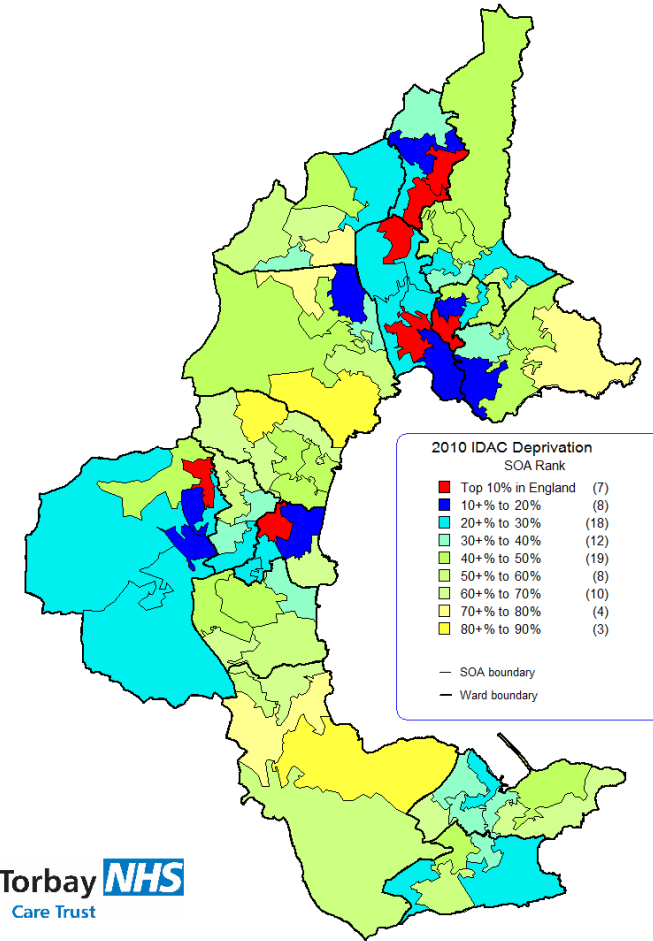 2010 IDAC Deprivation
SOA Rank
Top 10% in England (7)
10+% to 20% (8)
20+% to 30% (18)
30+% to 40% (12)
40+% to 50% (19)
50+% to 60% (8)
60+% to 70% (10)
70+% to 80% (4)
80+% to 90% (3)
SOA boundary
Ward boundary
Torbay NHS
Care Trust